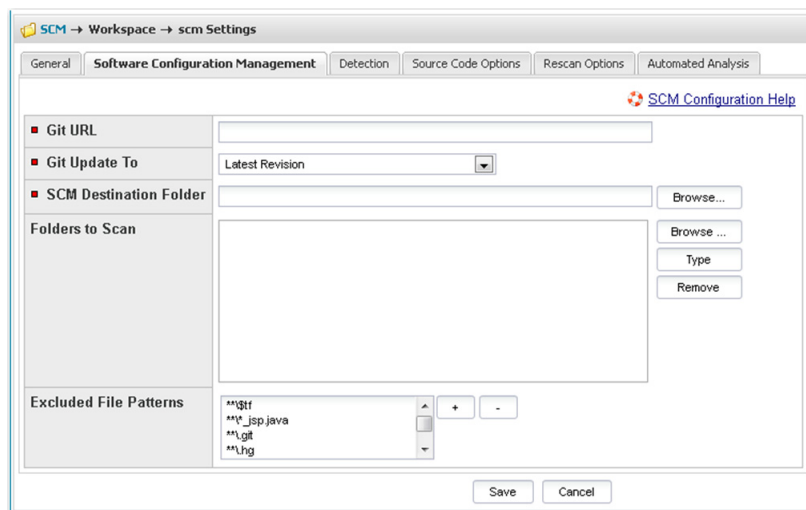 SCM → Workspace → scm Settings
General Software Configuration Management Detection Source Code Options Rescan Options Automated Analysis
SCM Configuration Help
Git URL
Git Update To Latest Revision
SCM Destination Folder Browse...
Folders to Scan Browse ...
Type
Remove
Excluded File Patterns
**\$tf + -
**\*_jsp.java
**\.git
**\.hg
Save Cancel